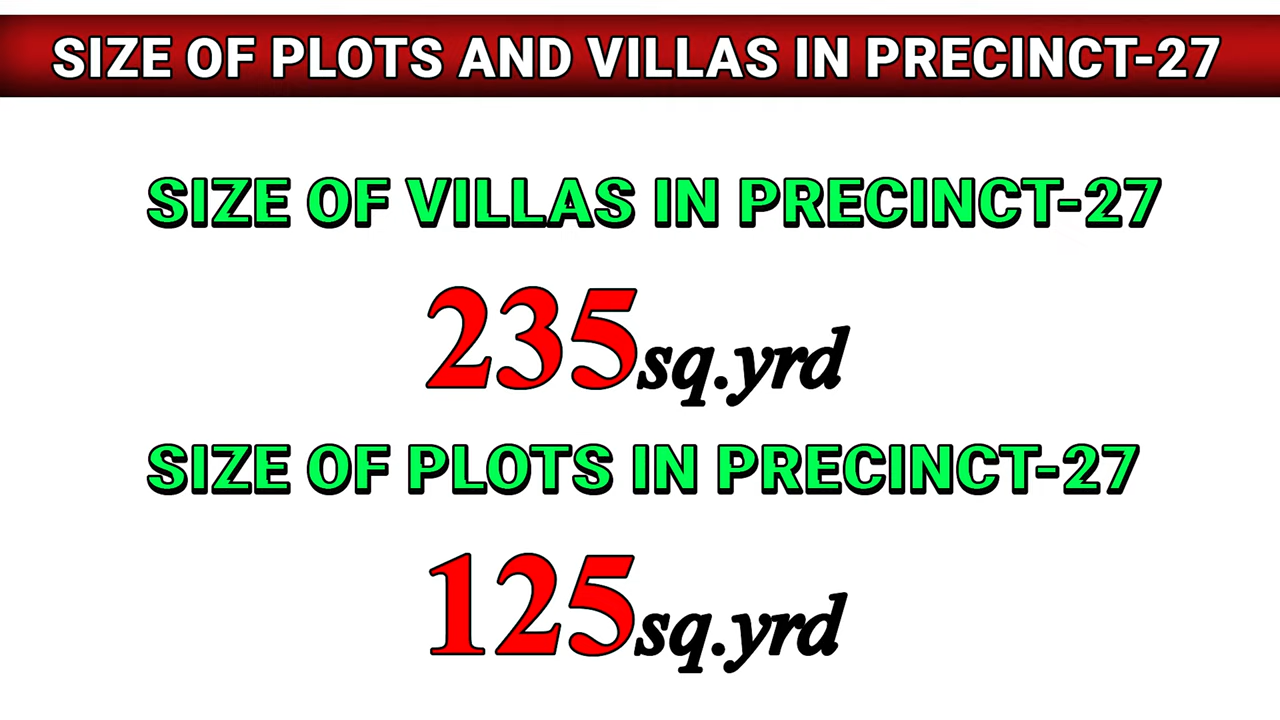 SIZE OF PLOTS AND VILLAS IN PRECINCT-27
SIZE OF VILLAS IN PRECINCT-27
235sq.yrd
SIZE OF PLOTS IN PRECINCT-27
125sq.yrd